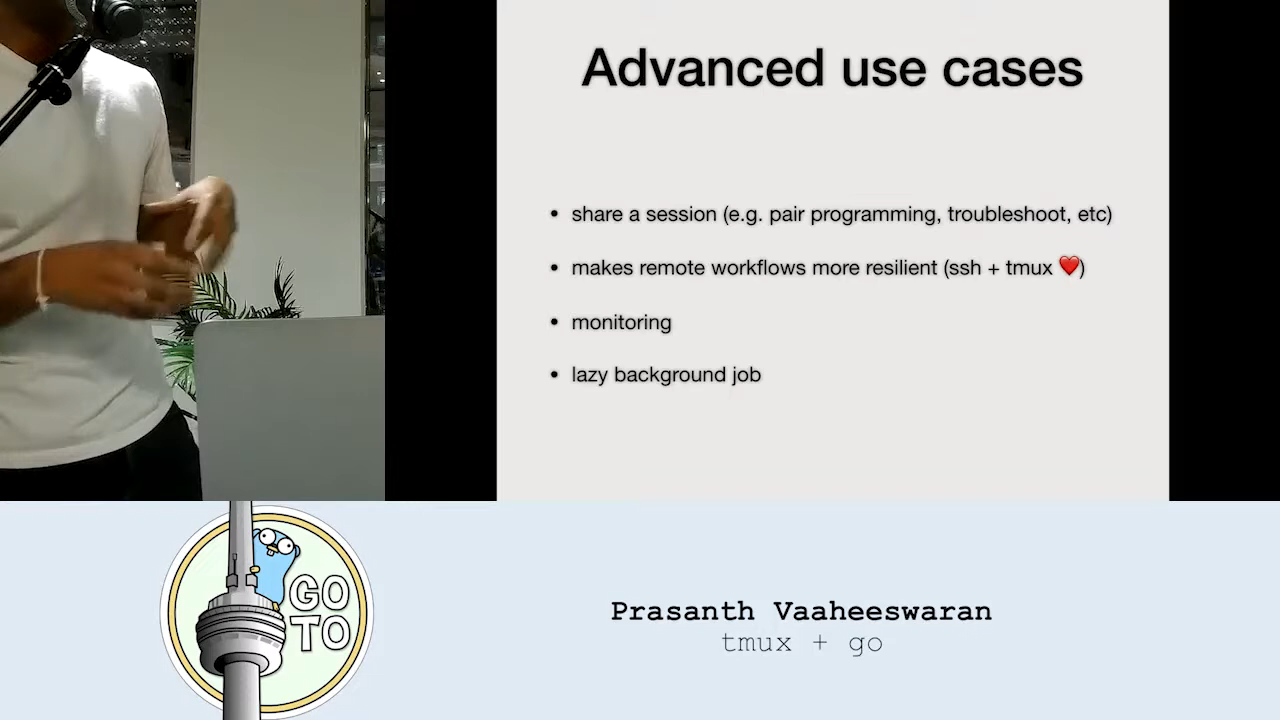 Advanced use cases
• share a session (e.g. pair programming, troubleshoot, etc)
• makes remote workflows more resilient (ssh + tmux ❤️)
• monitoring
• lazy background job
GO
TO
Prasanth Vaaheeswaran
tmux + go